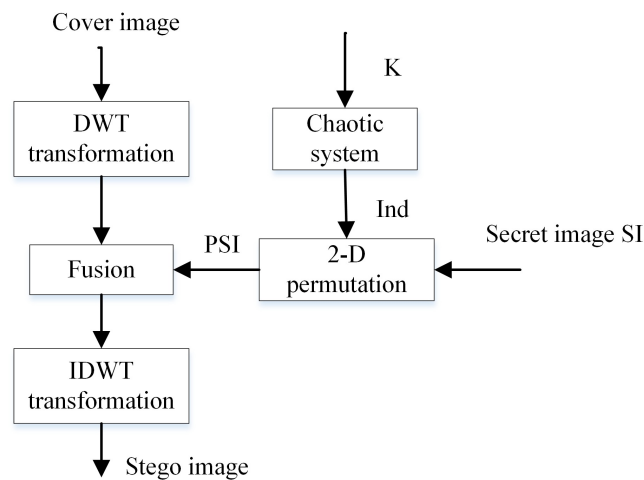 Cover image
K
DWT
transformation
Chaotic
system
Ind
PSI
Secret image SI
Fusion
2-D
permutation
IDWT
transformation
Stego image